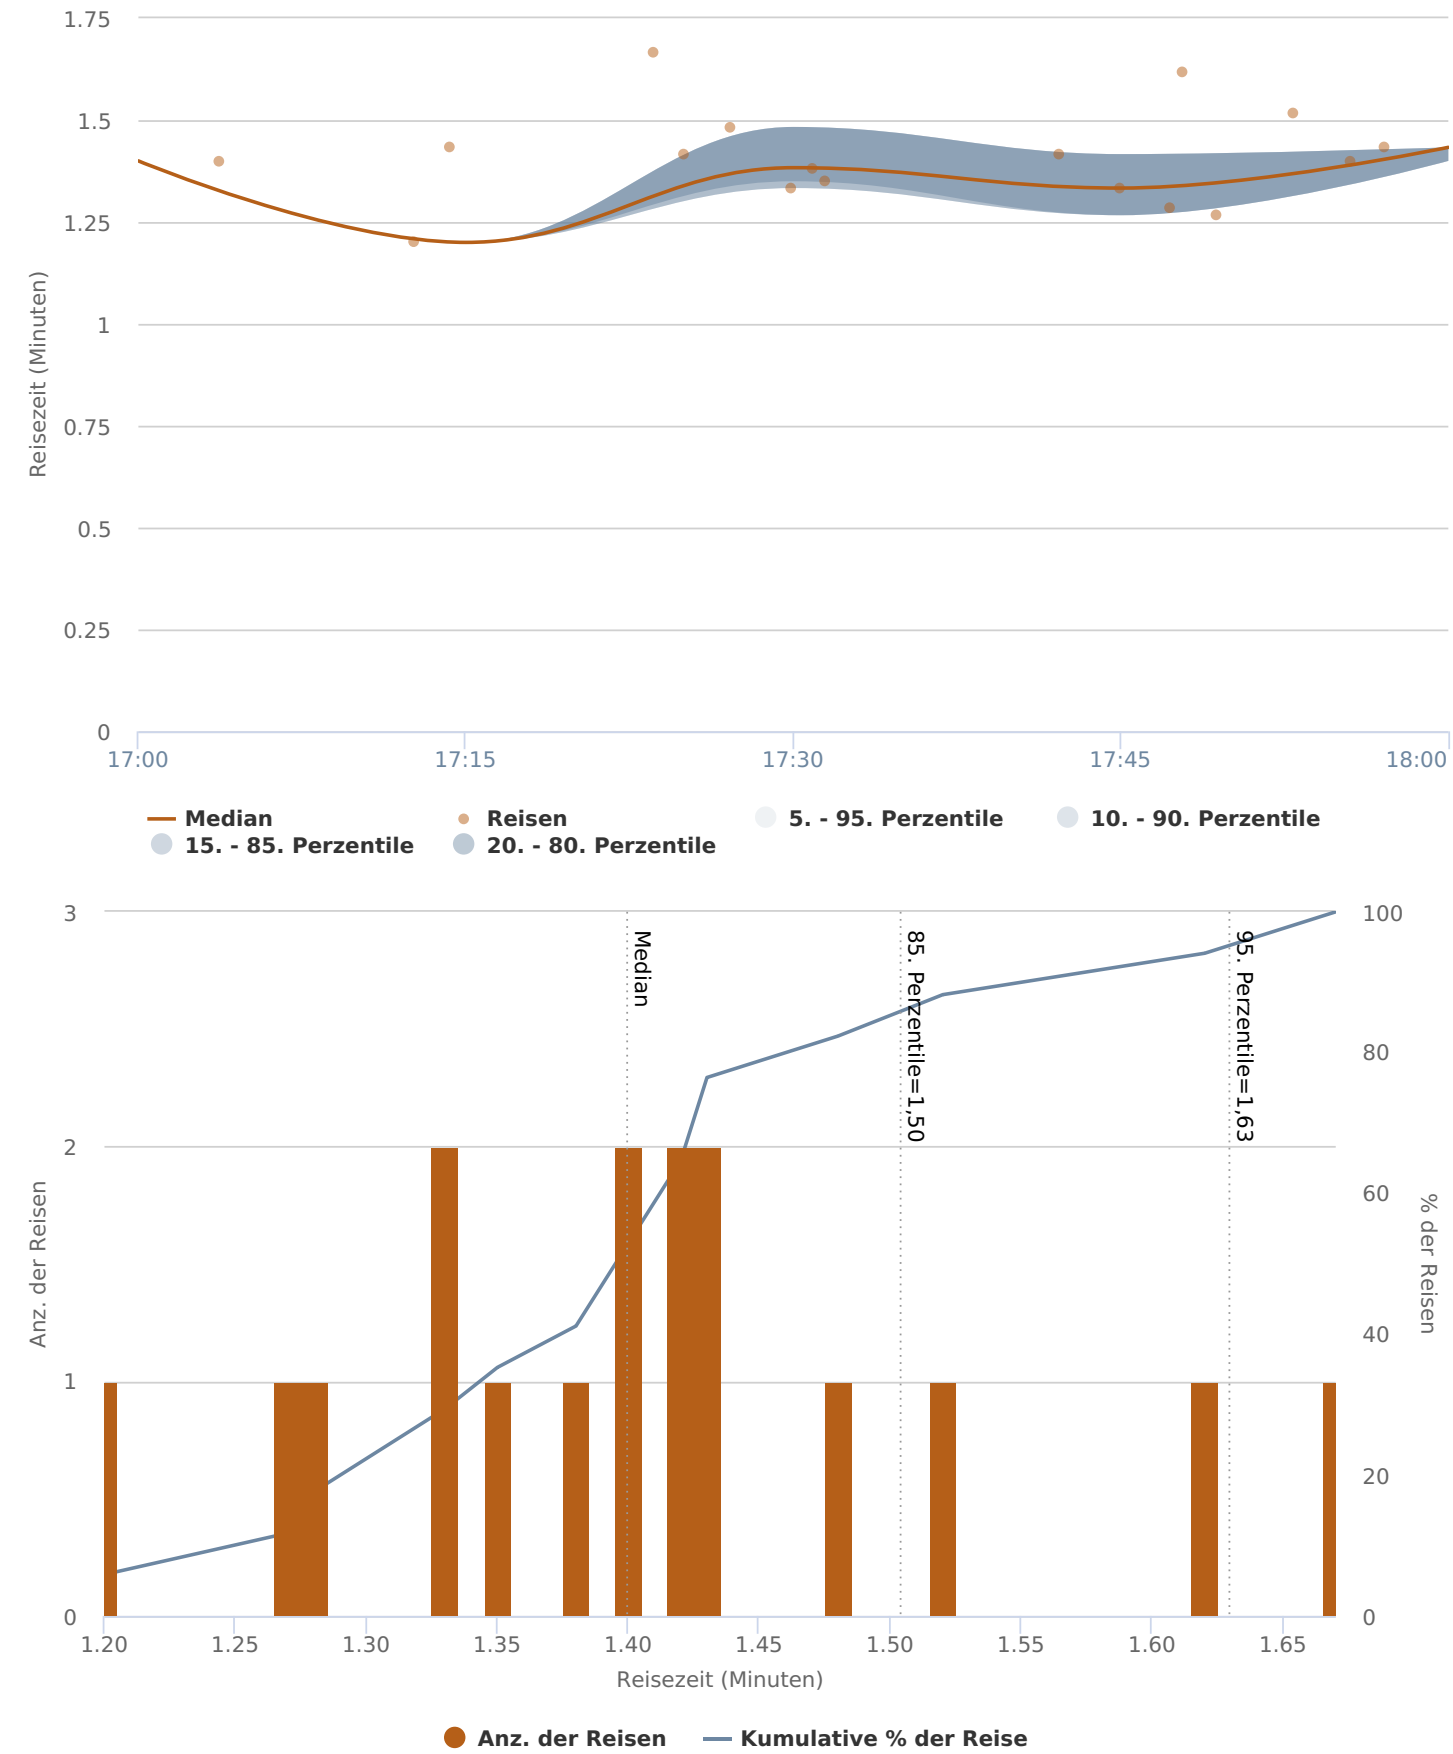 1.75
1.5
1.25
1
0.75
0.5
0.25
0
Reisezeit (Minuten)
17:00 17:15 17:30 17:45 18:00
Median Reisen 5. - 95. Perzentile 10. - 90. Perzentile
15. - 85. Perzentile 20. - 80. Perzentile
3
2
1
0
Anz. der Reisen
Median
85. Perzentile=1,50
95. Perzentile=1,63
100
80
60
40
20
0
% der Reisen
1.20 1.25 1.30 1.35 1.40 1.45 1.50 1.55 1.60 1.65
Reisezeit (Minuten)
Anz. der Reisen Kumulative % der Reise